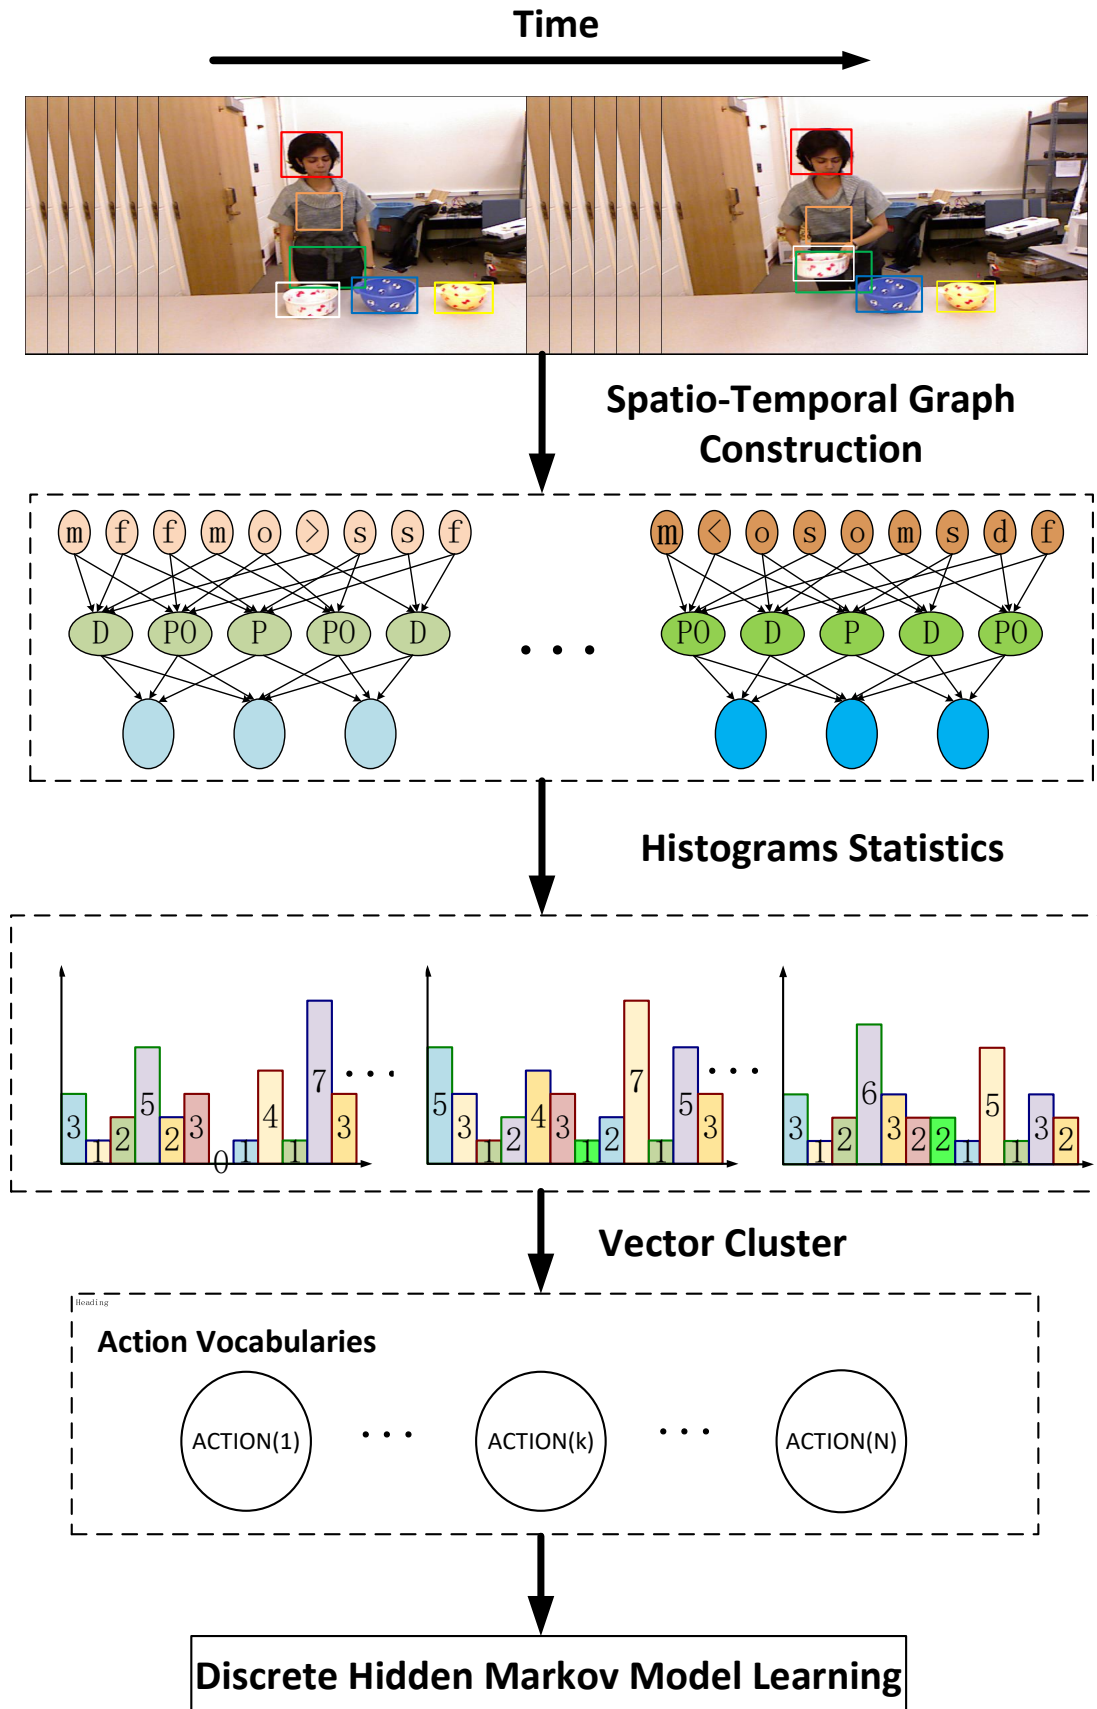 Time
Spatio-Temporal Graph
Construction
m f f m o > s s f m < o s o m s d f
D PO P PO D . . . PO D P D PO
Histograms Statistics
3 1 2 5 2 3 0 1 4 1 7 3 . . . 5 3 1 2 4 3 1 2 7 1 5 3 . . . 3 1 2 6 3 2 2 1 5 1 3 2
Vector Cluster
Heading
Action Vocabularies
ACTION(1) . . . ACTION(k) . . . ACTION(N)
Discrete Hidden Markov Model Learning